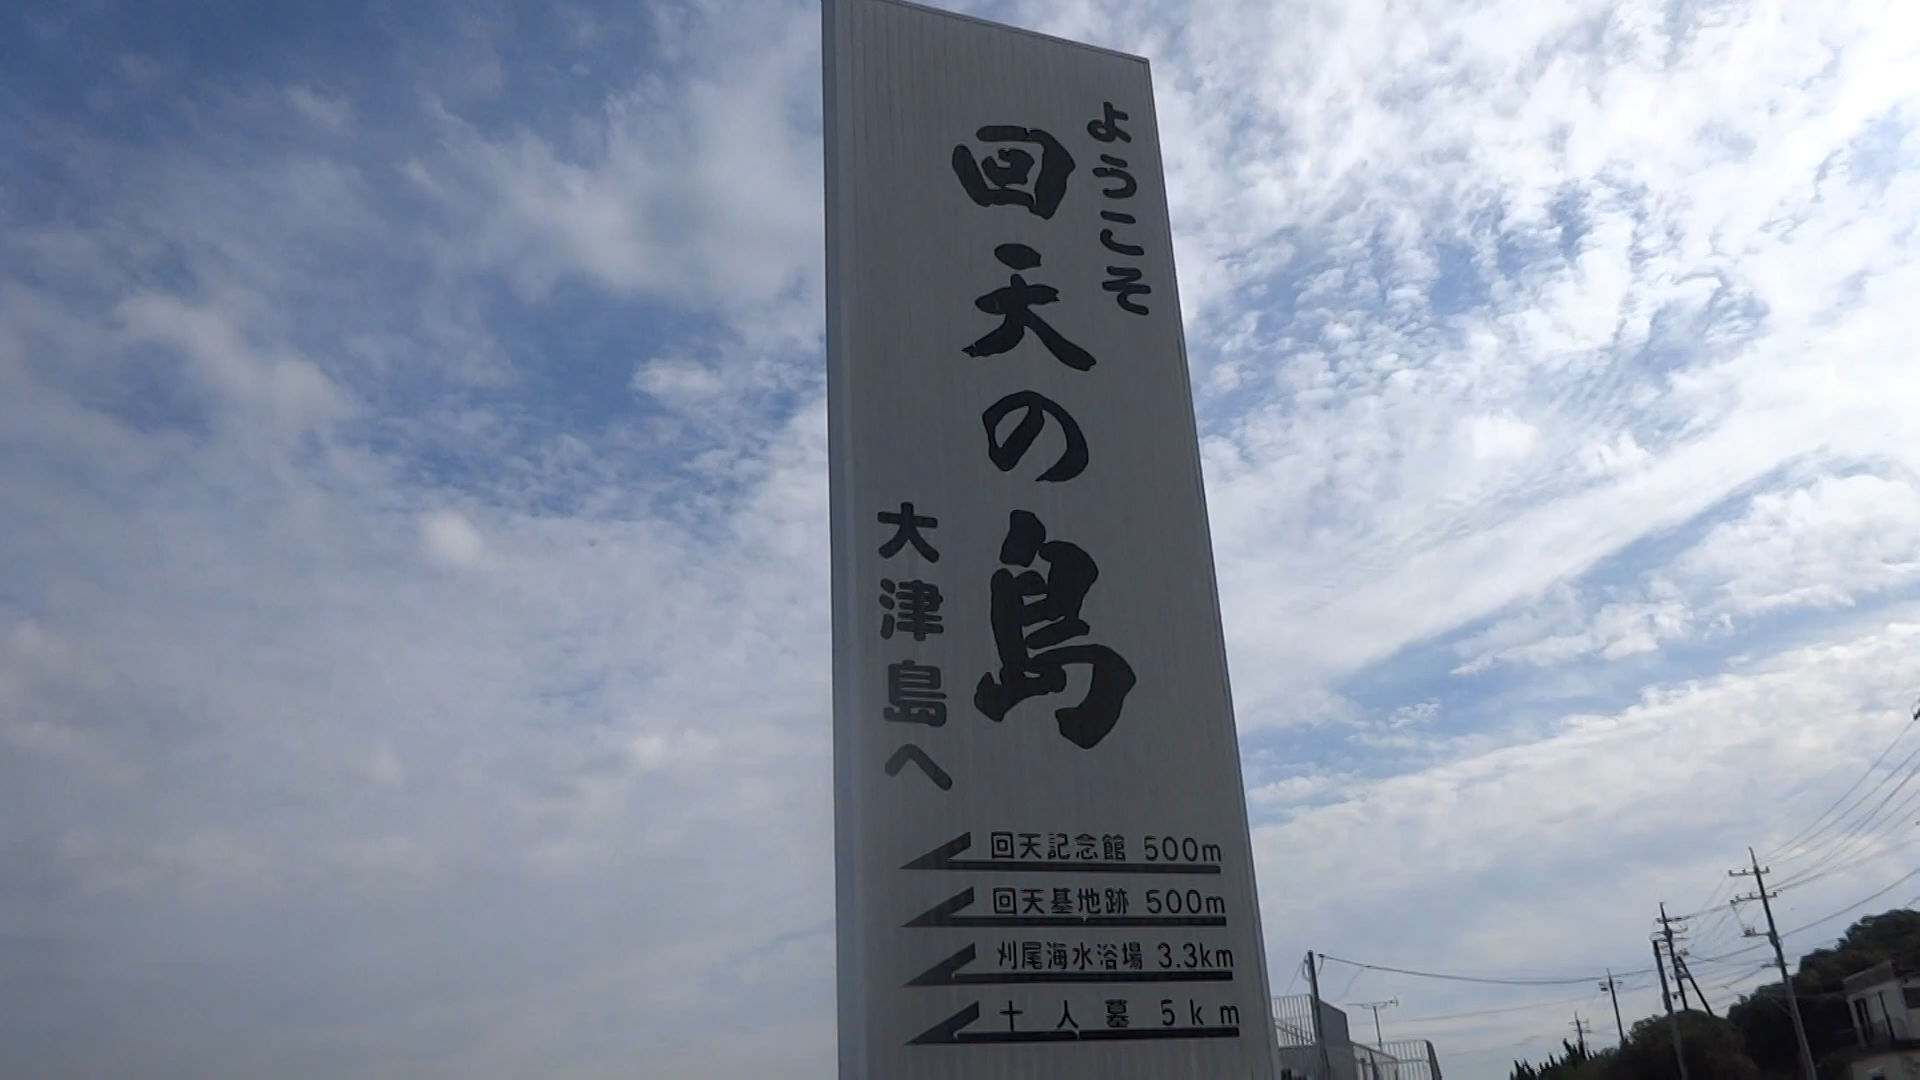 ようこそ
回天の島
大津島へ
回天記念館 500m
回天基地跡 500m
刈尾海水浴場 3.3km
十人墓 5km